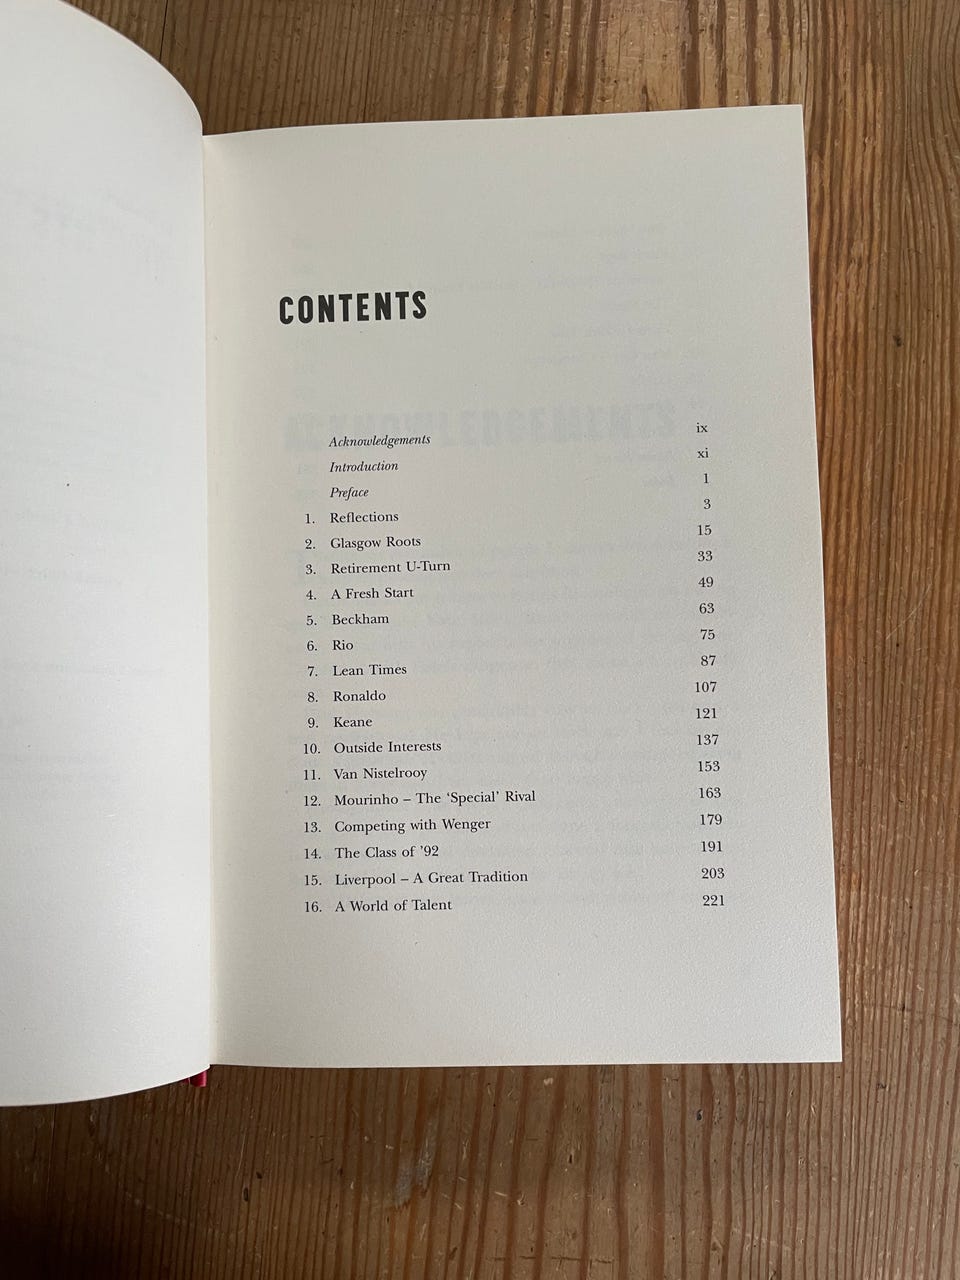 CONTENTS
Acknowledgements ix
Introduction xi
Preface 1
1. Reflections 3
2. Glasgow Roots 15
3. Retirement U-Turn 33
4. A Fresh Start 49
5. Beckham 63
6. Rio 75
7. Lean Times 87
8. Ronaldo 107
9. Keane 121
10. Outside Interests 137
11. Van Nistelrooy 153
12. Mourinho – The ‘Special’ Rival 163
13. Competing with Wenger 179
14. The Class of ’92 191
15. Liverpool – A Great Tradition 203
16. A World of Talent 221